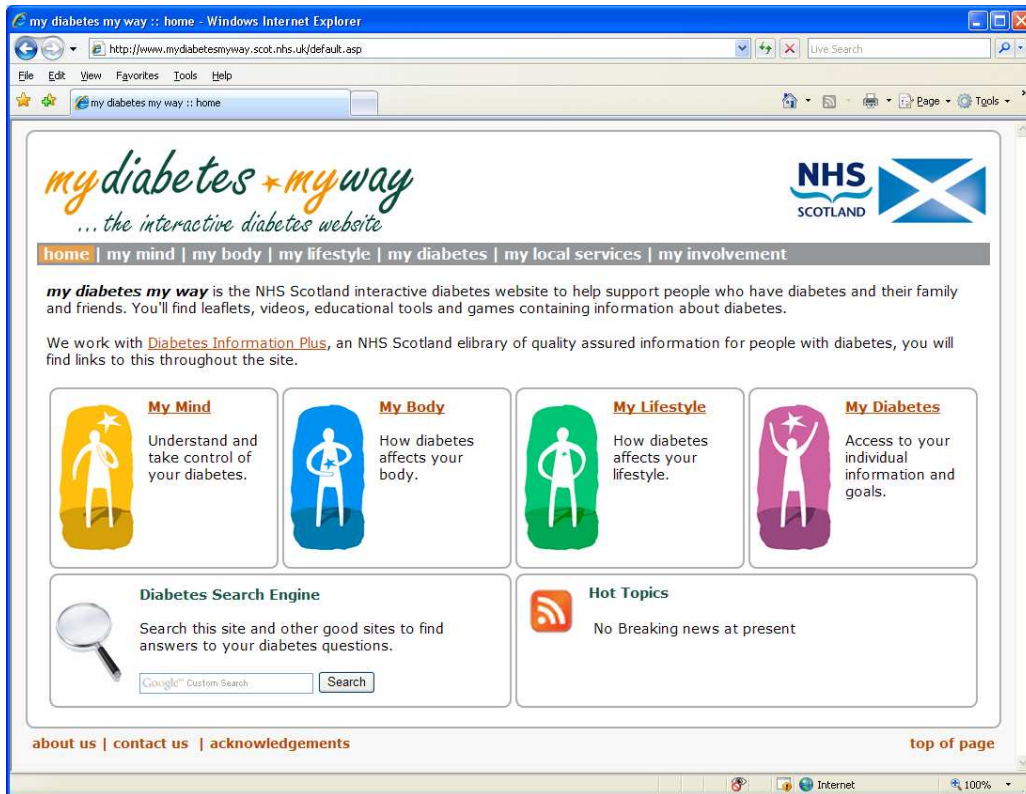 my diabetes my way :: home - Windows Internet Explorer
http://www.mydiabetesmyway.scot.nhs.uk/default.asp
Live Search
File Edit View Favorites Tools Help
my diabetes my way :: home
Page Tools
mydiabetes myway
... the interactive diabetes website
NHS
SCOTLAND
home | my mind | my body | my lifestyle | my diabetes | my local services | my involvement
my diabetes my way is the NHS Scotland interactive diabetes website to help support people who have diabetes and their family
and friends. You'll find leaflets, videos, educational tools and games containing information about diabetes.
We work with Diabetes Information Plus, an NHS Scotland elibrary of quality assured information for people with diabetes, you will
find links to this throughout the site.
My Mind
Understand and
take control of
your diabetes.
My Body
How diabetes
affects your
body.
My Lifestyle
How diabetes
affects your
lifestyle.
My Diabetes
Access to your
individual
information and
goals.
Diabetes Search Engine
Search this site and other good sites to find
answers to your diabetes questions.
Google™ Custom Search
Search
Hot Topics
No Breaking news at present
about us | contact us | acknowledgements
top of page
Internet
100%